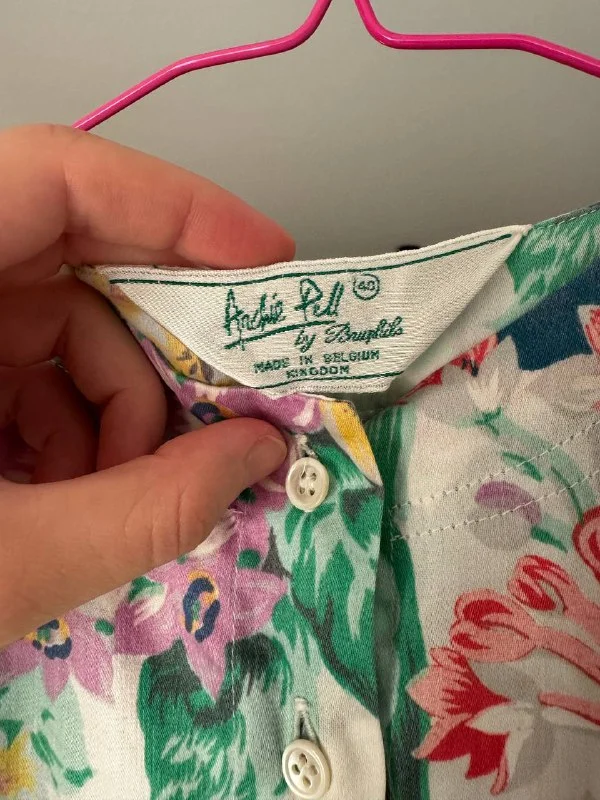 Archie Pell 40
by Bruphils
MADE IN BELGIUM
KINGDOM